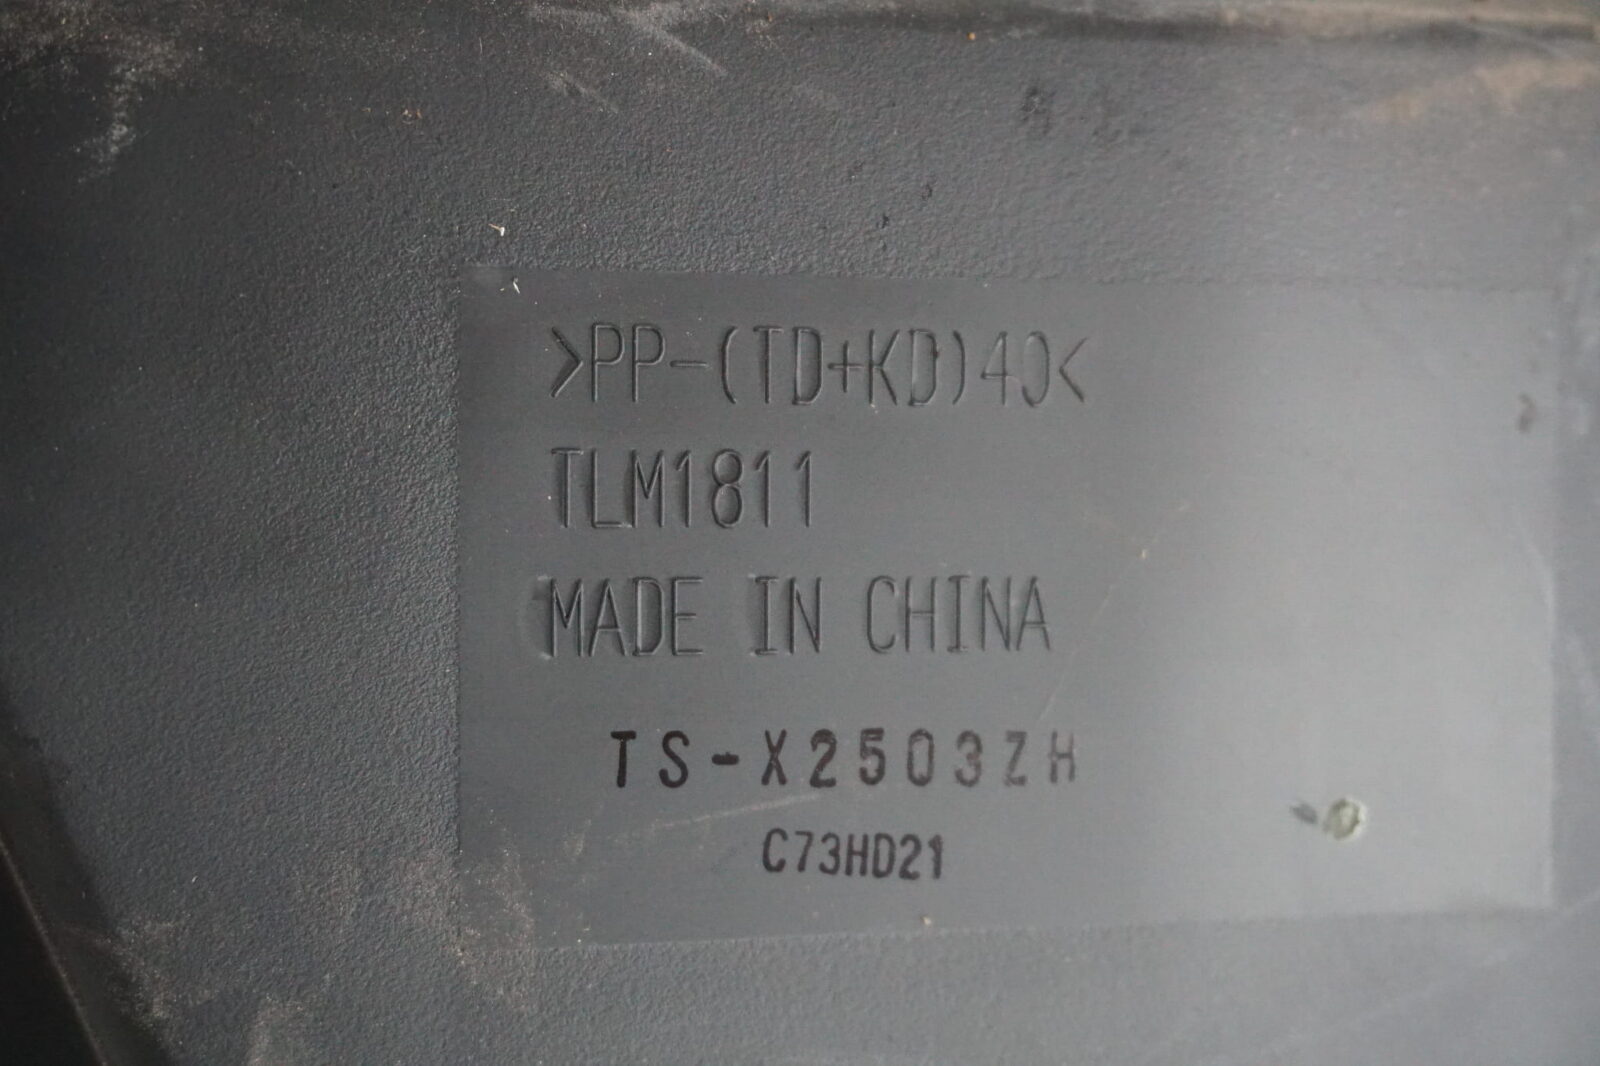 >PP-(TD+KD)40<
TLM1811
MADE IN CHINA
TS-X2503ZH
C73HD21